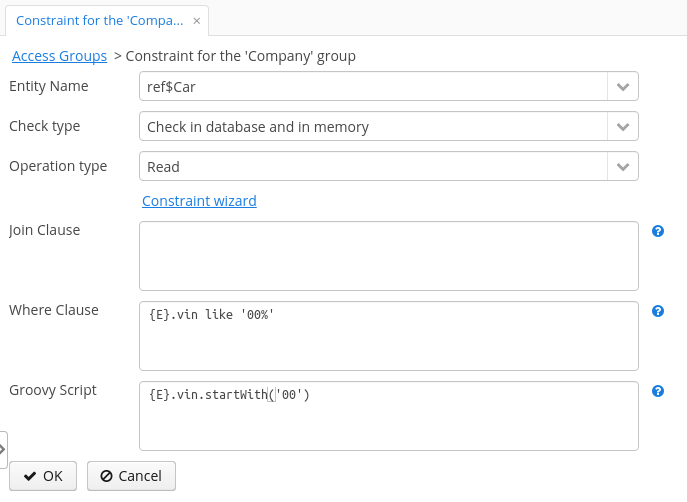 Constraint for the 'Compa... ×
Access Groups > Constraint for the 'Company' group
Entity Name ref$Car
Check type Check in database and in memory
Operation type Read
Constraint wizard
Join Clause ?
Where Clause {E}.vin like '00%' ?
Groovy Script {E}.vin.startWith('00') ?
OK Cancel